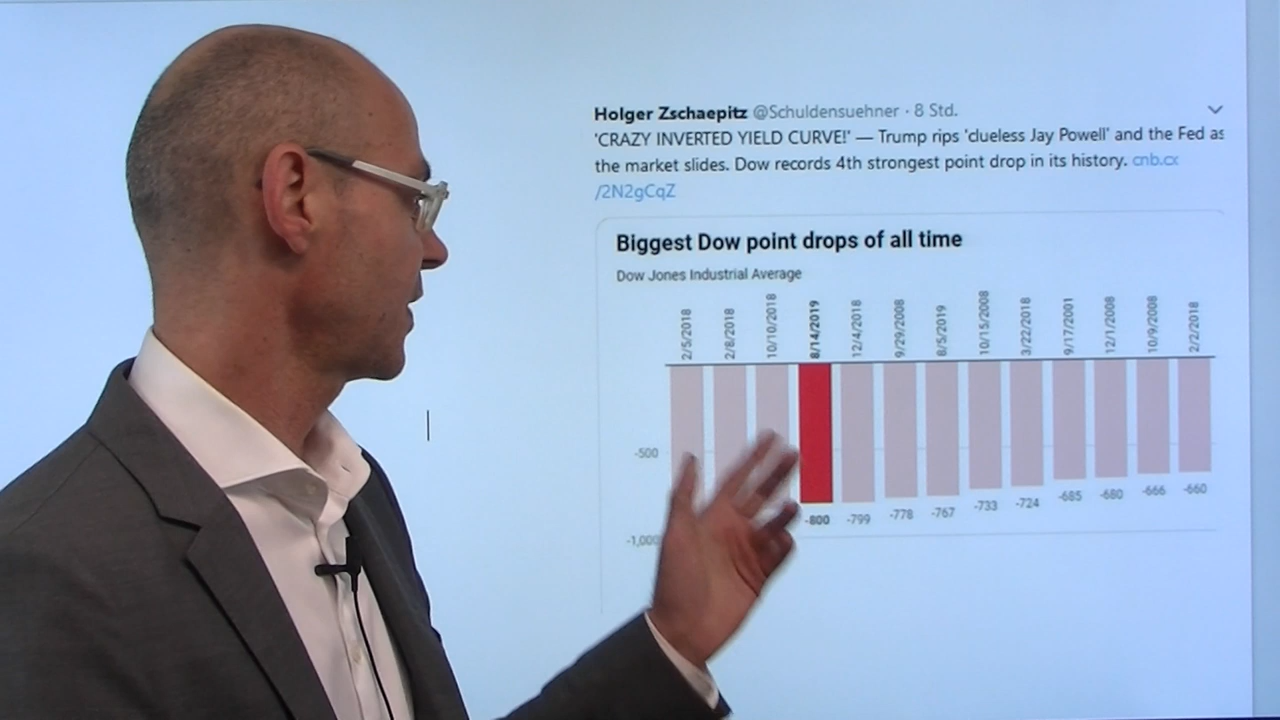 Holger Zschaepitz @Schuldensuehner · 8 Std.
'CRAZY INVERTED YIELD CURVE!' — Trump rips 'clueless Jay Powell' and the Fed as
the market slides. Dow records 4th strongest point drop in its history. cnb.cx
/2N2gCqZ
Biggest Dow point drops of all time
Dow Jones Industrial Average
2/5/2018 2/8/2018 10/10/2018 8/14/2019 12/4/2018 9/29/2008 8/5/2019 10/15/2008 3/22/2018 9/17/2001 12/1/2008 10/9/2008 2/2/2018
-500
-800 -799 -778 -767 -733 -724 -685 -680 -666 -660
-1,000